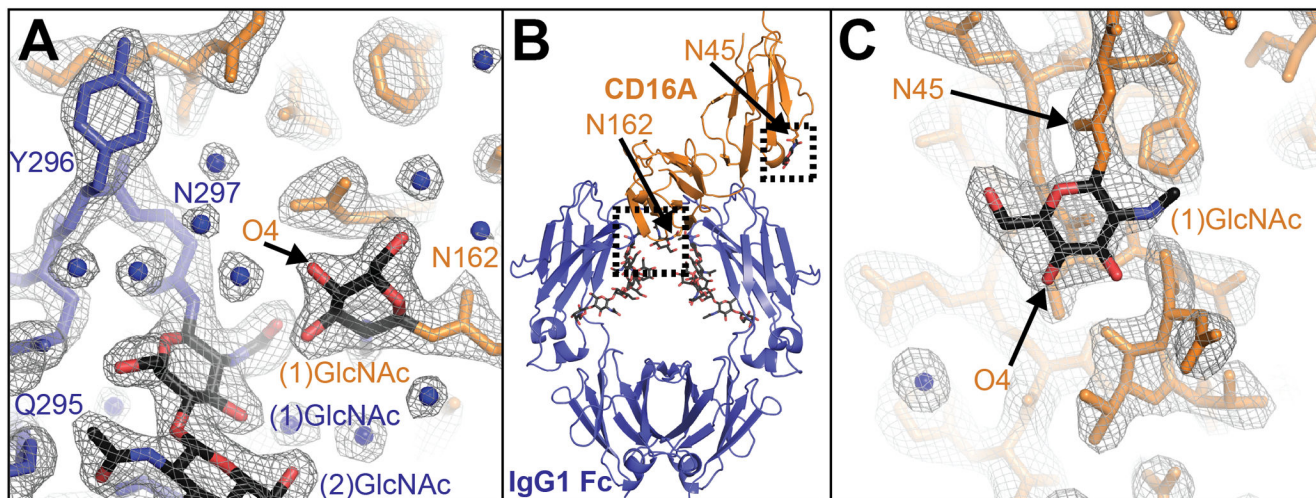 A
Y296
N297
O4
N162
(1)GlcNAc
(1)GlcNAc
Q295
(2)GlcNAc
B
N45
CD16A
N162
IgG1 Fc
C
N45
(1)GlcNAc
O4